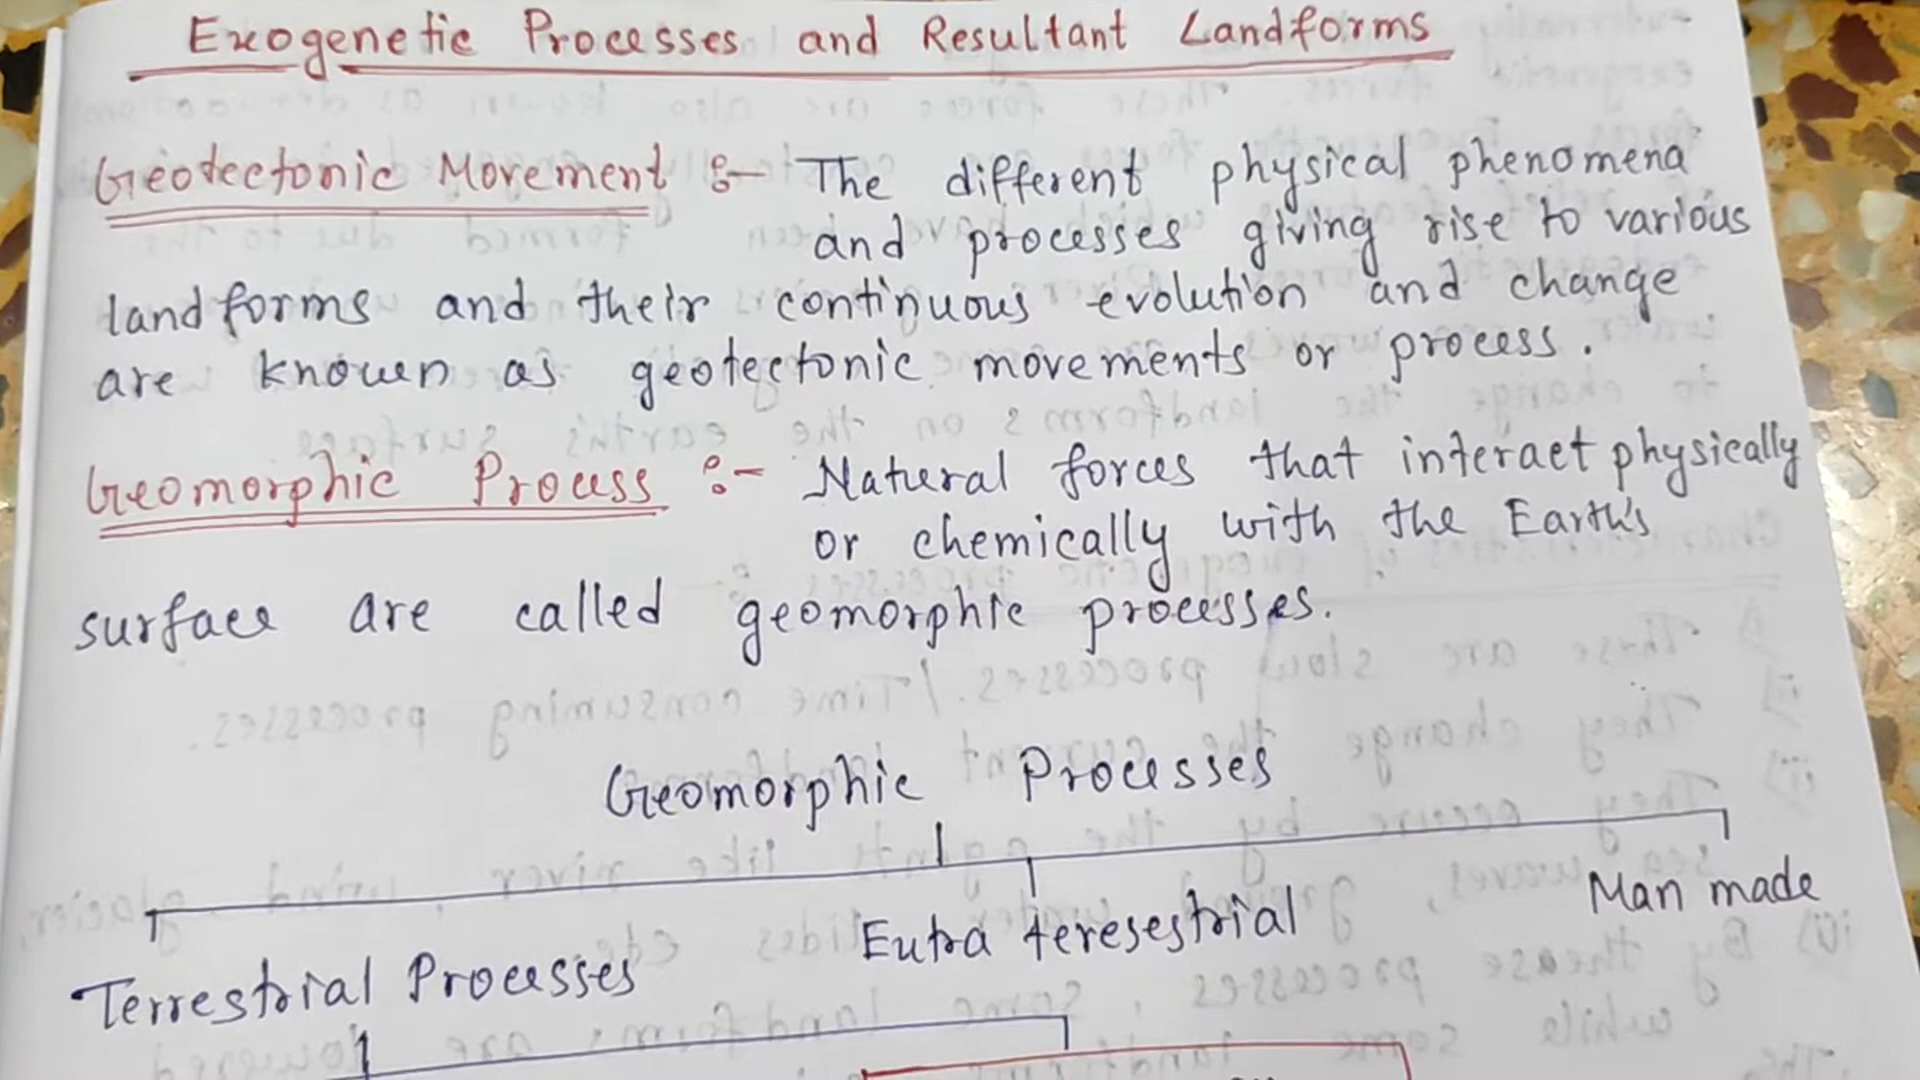 Exogenetic Processes and Resultant Landforms
Geotectonic Movement :- The different physical phenomena
and processes giving rise to various
landforms and their continuous evolution and change
are known as geotectonic movements or process.
Geomorphic Process :- Natural forces that interact physically
or chemically with the Earth's
surface are called geomorphic processes.
Geomorphic Processes
Terrestrial Processes Extra teresestrial Man made